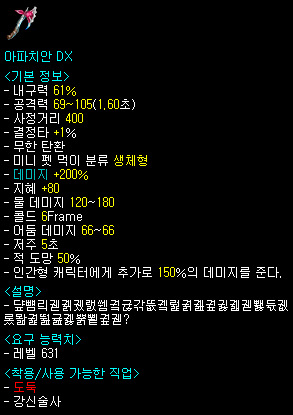 아파치안 DX
<기본 정보>
- 내구력 61%
- 공격력 69~105(1.60초)
- 사정거리 400
- 결정타 +1%
- 무한 탄환
- 미니 펫 먹이 분류 생체형
- 데미지 +200%
- 지혜 +80
- 물 데미지 120~180
- 콜드 6Frame
- 어둠 데미지 66~66
- 저주 5초
- 적 도망 50%
- 인간형 캐릭터에게 추가로 150%의 데미지를 준다.
<설명>
<요구 능력치>
- 레벨 631
<착용/사용 가능한 직업>
- 도둑
- 강신술사